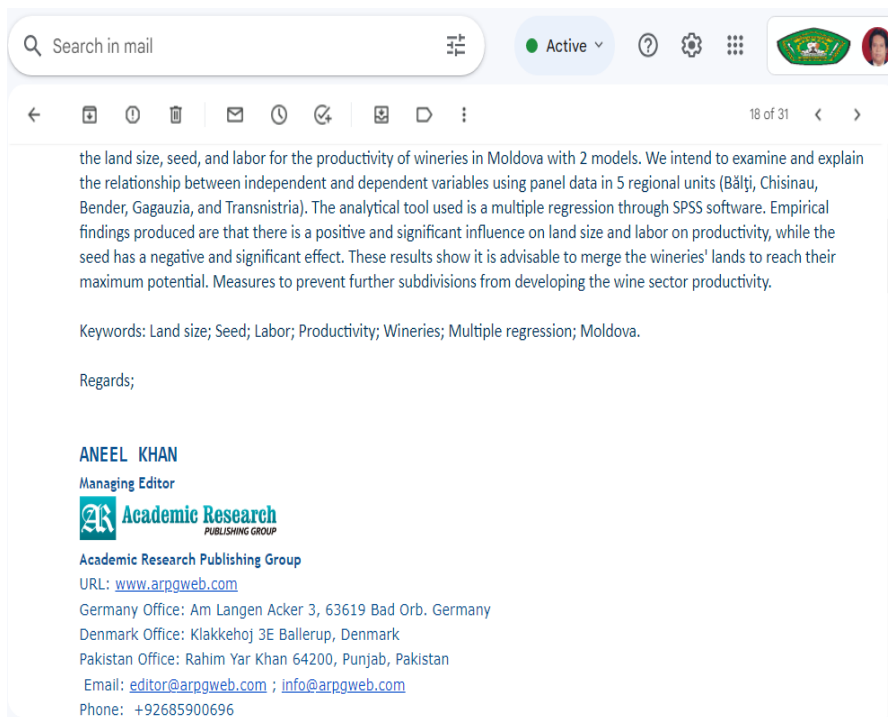 Search in mail
Active
18 of 31
the land size, seed, and labor for the productivity of wineries in Moldova with 2 models. We intend to examine and explain
the relationship between independent and dependent variables using panel data in 5 regional units (Bălţi, Chisinau,
Bender, Gagauzia, and Transnistria). The analytical tool used is a multiple regression through SPSS software. Empirical
findings produced are that there is a positive and significant influence on land size and labor on productivity, while the
seed has a negative and significant effect. These results show it is advisable to merge the wineries' lands to reach their
maximum potential. Measures to prevent further subdivisions from developing the wine sector productivity.
Keywords: Land size; Seed; Labor; Productivity; Wineries; Multiple regression; Moldova.
Regards;
ANEEL KHAN
Managing Editor
AR Academic Research
PUBLISHING GROUP
Academic Research Publishing Group
URL: www.arpgweb.com
Germany Office: Am Langen Acker 3, 63619 Bad Orb. Germany
Denmark Office: Klakkehoj 3E Ballerup, Denmark
Pakistan Office: Rahim Yar Khan 64200, Punjab, Pakistan
Email: editor@arpgweb.com ; info@arpgweb.com
Phone: +92685900696